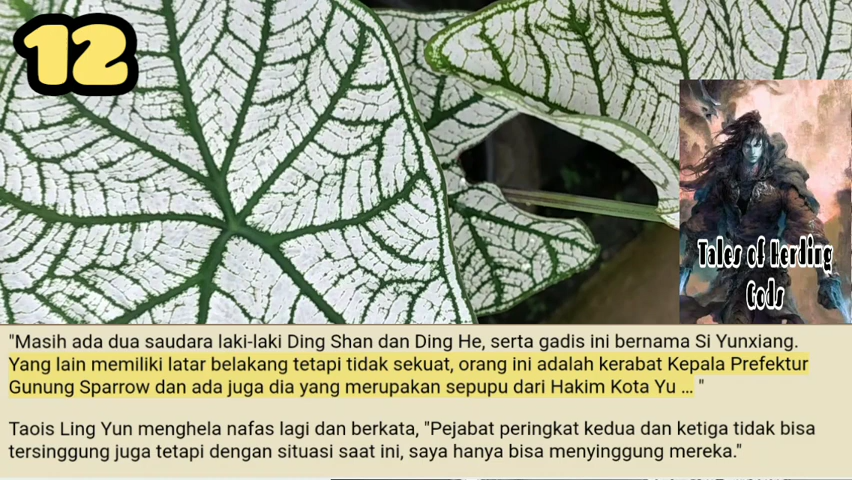 12
Tales of Herding
Gods
"Masih ada dua saudara laki-laki Ding Shan dan Ding He, serta gadis ini bernama Si Yunxiang.
Yang lain memiliki latar belakang tetapi tidak sekuat, orang ini adalah kerabat Kepala Prefektur
Gunung Sparrow dan ada juga dia yang merupakan sepupu dari Hakim Kota Yu ... "
Taois Ling Yun menghela nafas lagi dan berkata, "Pejabat peringkat kedua dan ketiga tidak bisa
tersinggung juga tetapi dengan situasi saat ini, saya hanya bisa menyinggung mereka."